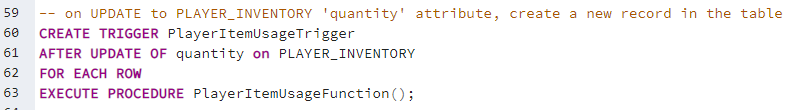 59 -- on UPDATE to PLAYER_INVENTORY 'quantity' attribute, create a new record in the table
60 CREATE TRIGGER PlayerItemUsageTrigger
61 AFTER UPDATE OF quantity on PLAYER_INVENTORY
62 FOR EACH ROW
63 EXECUTE PROCEDURE PlayerItemUsageFunction();